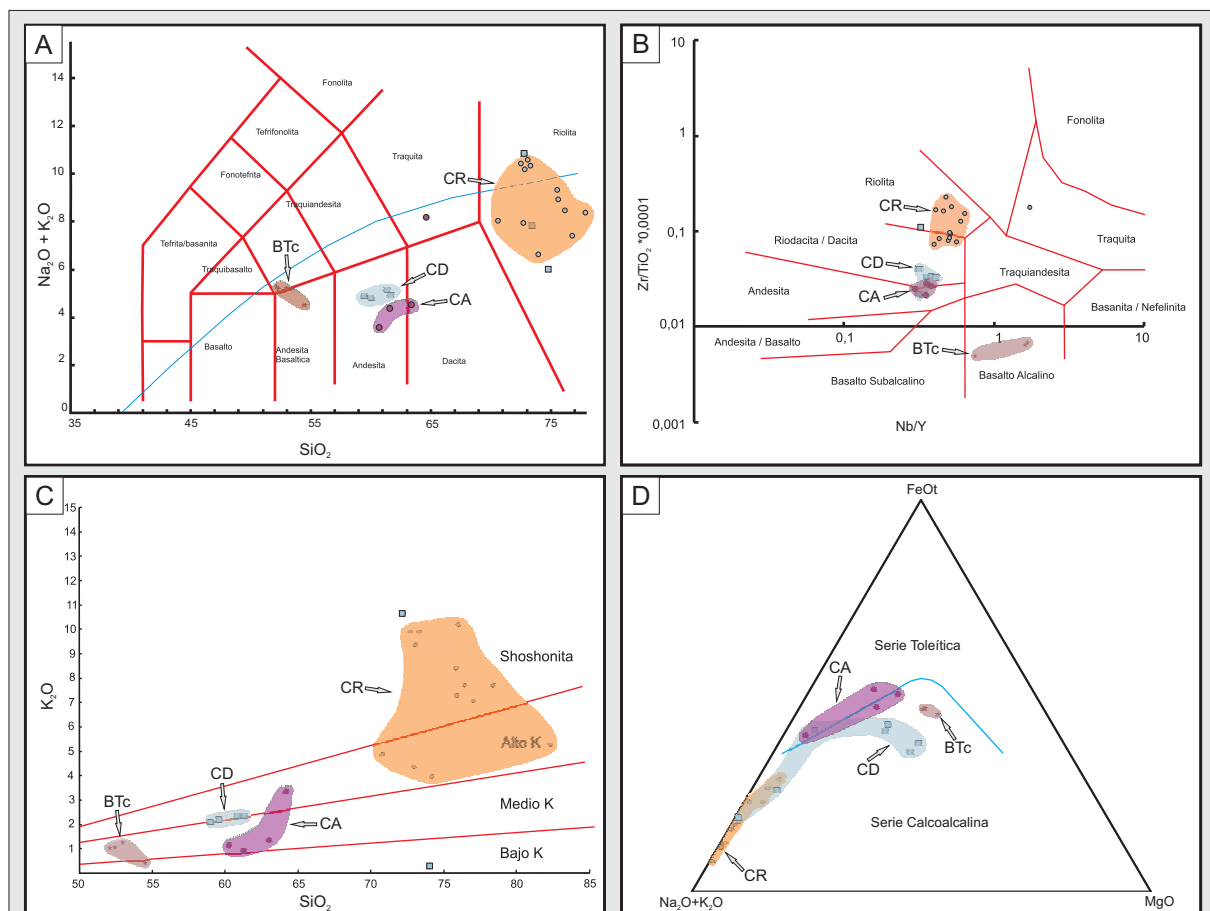 A
Na₂O + K₂O
14
12
10
8
6
4
2
0
35
45
55
65
75
SiO₂
Fonolita
Tefrifonolita
Fonotefrita
Tefrita/basanita
Traquibasalto
Traquiandesita
Traquita
Riolita
Basalto
Andesita
Basaltica
Andesita
Dacita
BTc
CR
CD
CA
B
Zr/TiO₂ *0,0001
10
1
0,1
0,01
0,001
0,1
1
10
Nb/Y
Fonolita
Riolita
Riodacita / Dacita
Traquita
Traquiandesita
Andesita
Basanita / Nefelinita
Andesita / Basalto
Basalto Subalcalino
Basalto Alcalino
CR
CD
CA
BTc
C
K₂O
15
14
13
12
11
10
9
8
7
6
5
4
3
2
1
50
55
60
65
70
75
80
85
SiO₂
Shoshonita
Alto K
Medio K
Bajo K
CR
CD
BTc
CA
D
FeOt
Serie Toleítica
CA
BTc
CD
Serie Calcoalcalina
CR
Na₂O+K₂O
MgO